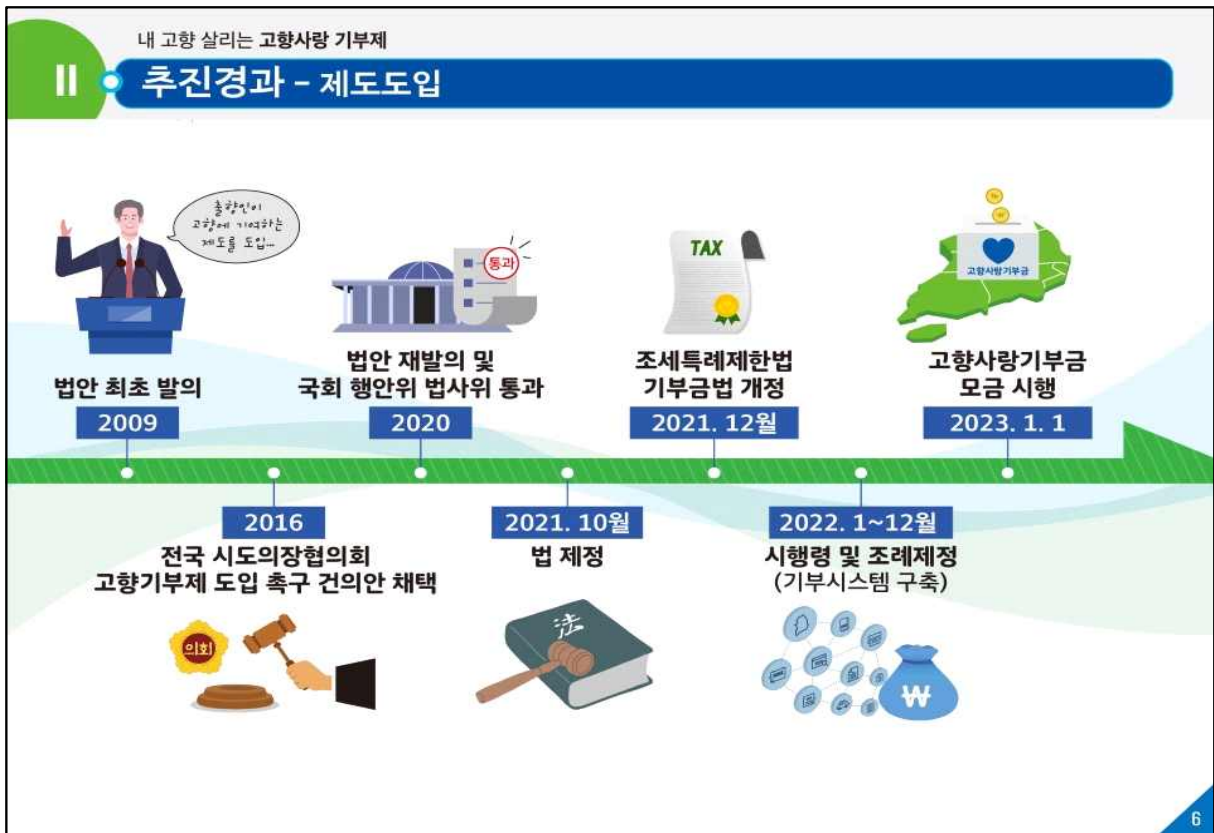 내 고향 살리는 고향사랑 기부제
II
추진경과 – 제도도입
출향인이
고향에 기여하는
제도를 도입...
법안 최초 발의
2009
통과
법안 재발의 및
국회 행안위 법사위 통과
2020
TAX
조세특례제한법
기부금법 개정
2021. 12월
고향사랑기부금
고향사랑기부금
모금 시행
2023. 1. 1
2016
전국 시도의장협의회
고향기부제 도입 촉구 건의안 채택
의회
2021. 10월
법 제정
法
2022. 1~12월
시행령 및 조례제정
(기부시스템 구축)
₩
6